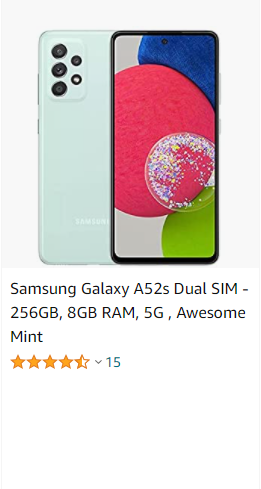 SAMSUNG
Samsung Galaxy A52s Dual SIM -
256GB, 8GB RAM, 5G , Awesome
Mint
15